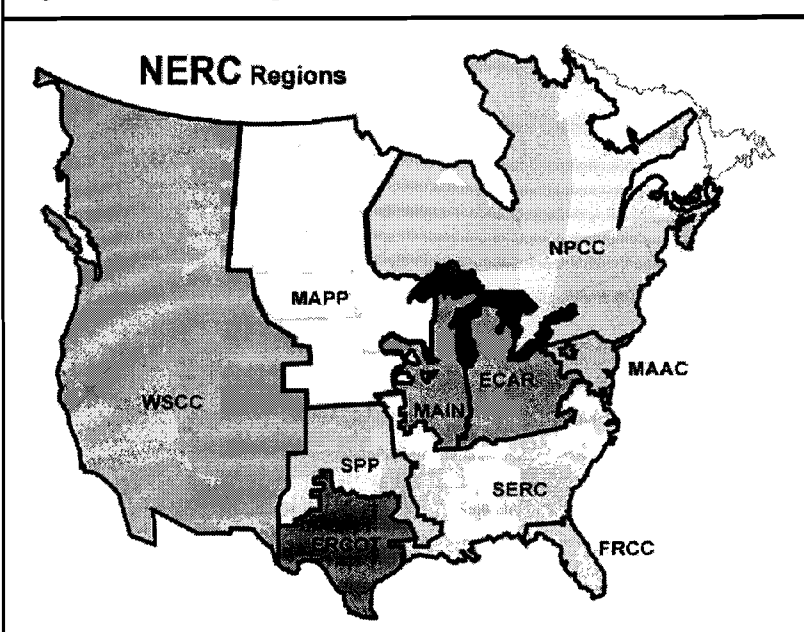 NERC Regions
NPCC
MAPP
MAAC
ECAR
WSCC
MAIN
SPP
SERC
ERCOT
FRCC